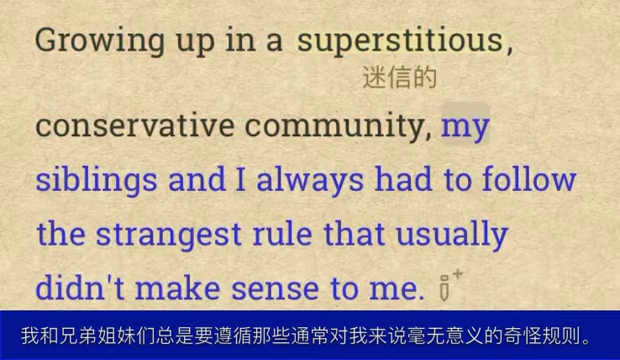 Growing up in a superstitious,
迷信的
conservative community, my
siblings and I always had to follow
the strangest rule that usually
didn't make sense to me.
我和兄弟姐妹们总是要遵循那些通常对我来说毫无意义的奇怪规则。